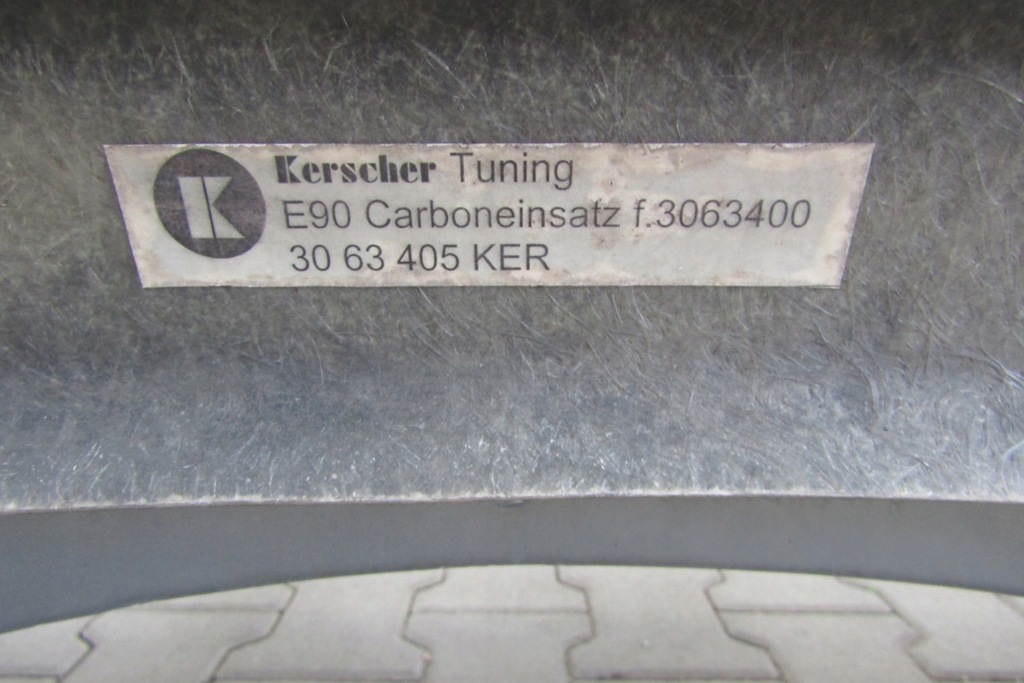 K
Kerscher Tuning
E90 Carboneinsatz f.3063400
30 63 405 KER